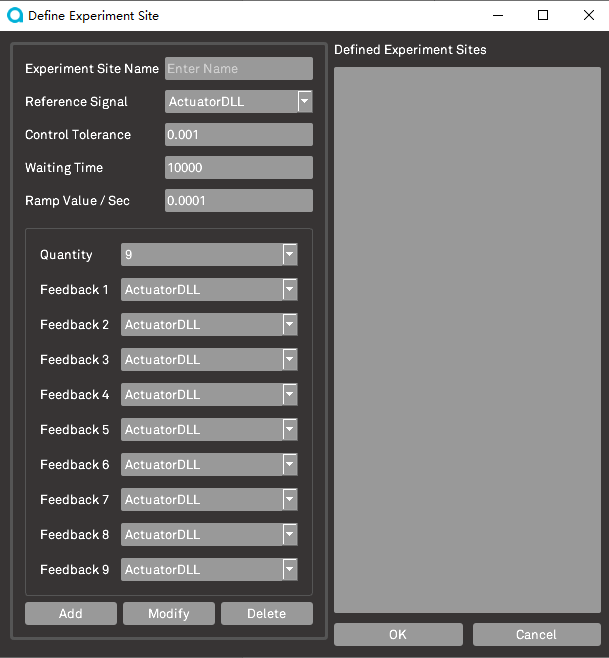 Define Experiment Site
Experiment Site Name Enter Name
Reference Signal ActuatorDLL
Control Tolerance 0.001
Waiting Time 10000
Ramp Value / Sec 0.0001
Quantity 9
Feedback 1 ActuatorDLL
Feedback 2 ActuatorDLL
Feedback 3 ActuatorDLL
Feedback 4 ActuatorDLL
Feedback 5 ActuatorDLL
Feedback 6 ActuatorDLL
Feedback 7 ActuatorDLL
Feedback 8 ActuatorDLL
Feedback 9 ActuatorDLL
Add Modify Delete
Defined Experiment Sites
OK Cancel